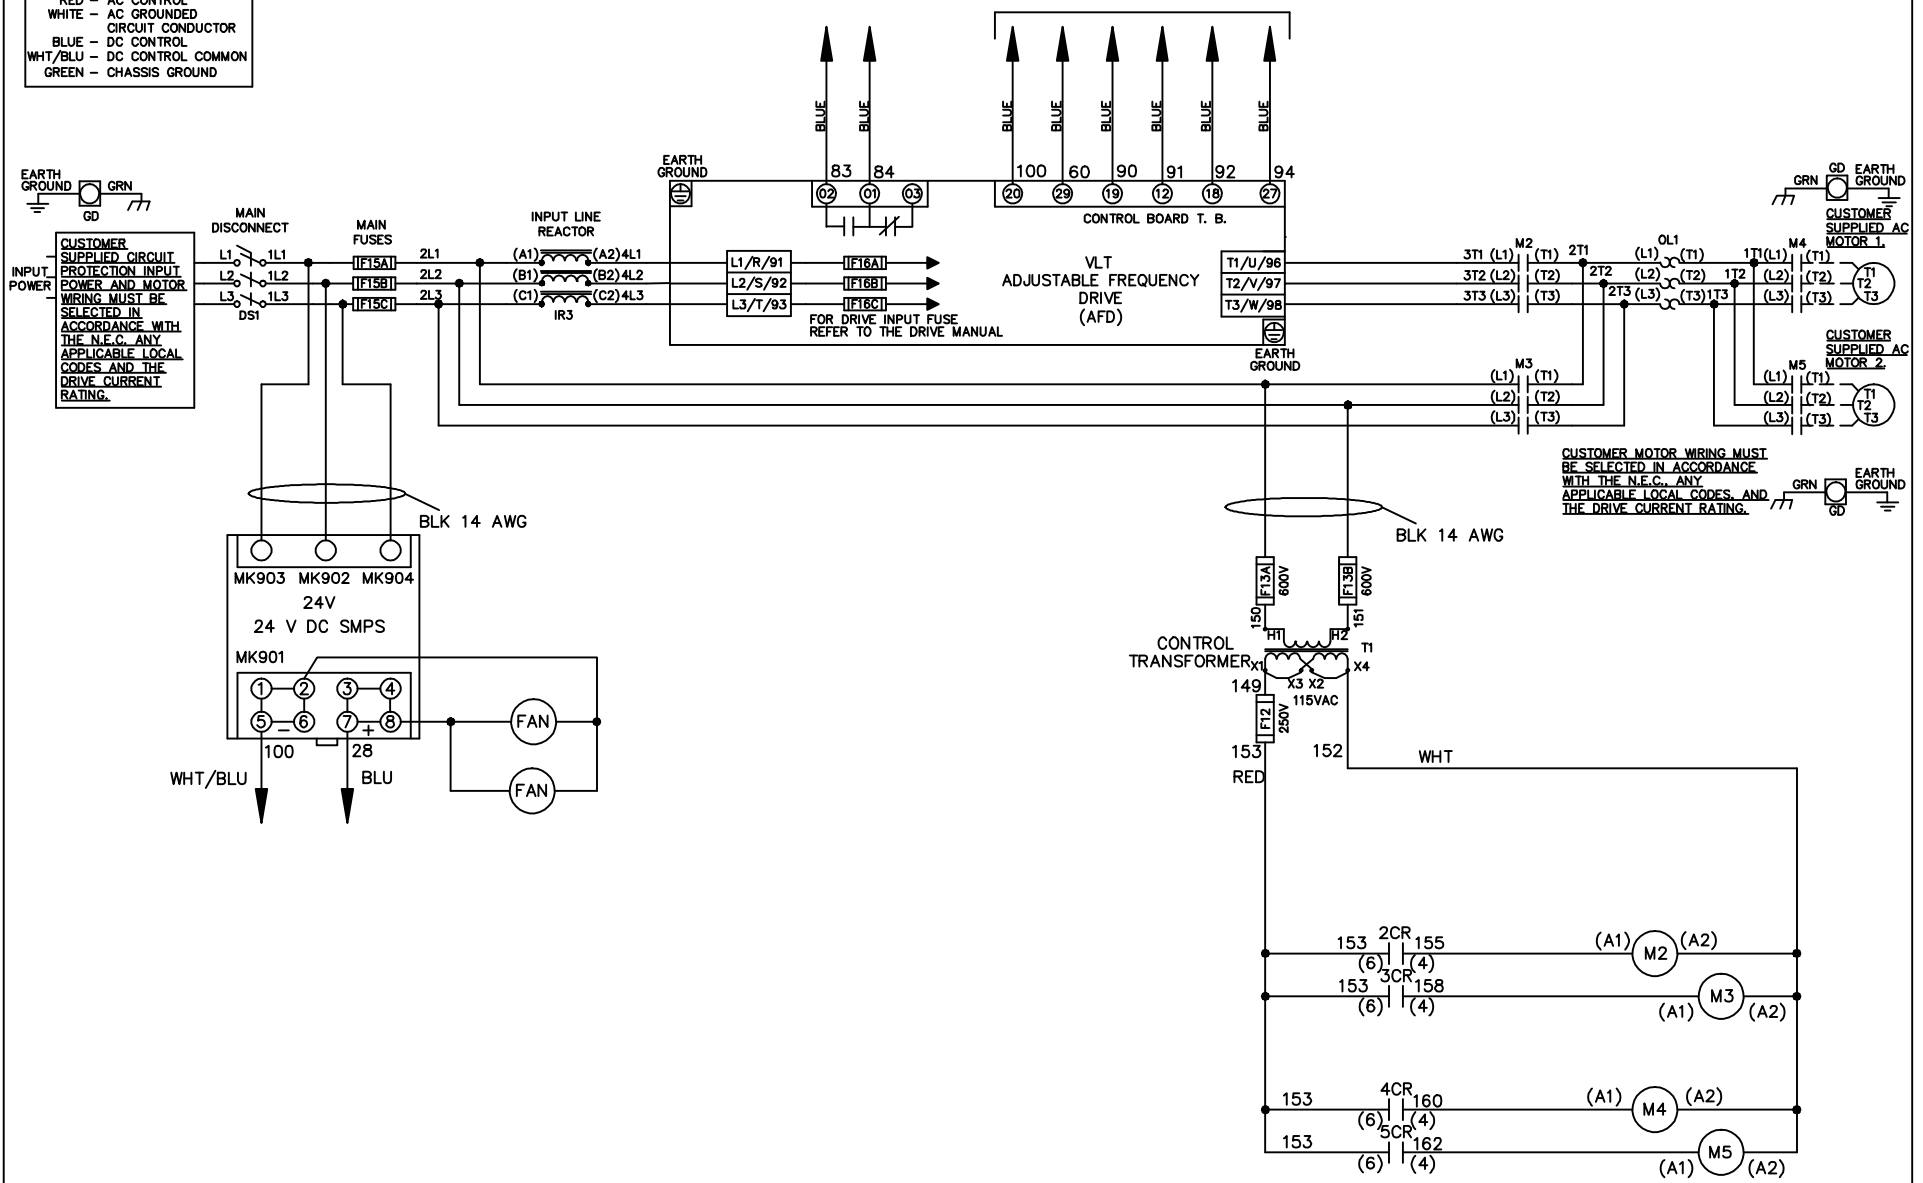 RED – AC CONTROL
WHITE – AC GROUNDED
CIRCUIT CONDUCTOR
BLUE – DC CONTROL
WHT/BLU – DC CONTROL COMMON
GREEN – CHASSIS GROUND
BLUE
BLUE
BLUE
BLUE
BLUE
BLUE
BLUE
BLUE
83 84
100 60 90 91 92 94
02 01 03
20 29 19 12 18 27
CONTROL BOARD T. B.
EARTH
GROUND
GRN
GD
EARTH
GROUND
GD
EARTH
GROUND
GRN
MAIN
DISCONNECT
MAIN
FUSES
INPUT LINE
REACTOR
INPUT
POWER
CUSTOMER
SUPPLIED CIRCUIT
PROTECTION INPUT
POWER AND MOTOR
WIRING MUST BE
SELECTED IN
ACCORDANCE WITH
THE N.E.C. ANY
APPLICABLE LOCAL
CODES AND THE
DRIVE CURRENT
RATING.
L1 1L1 F15A 2L1 (A1) (A2) 4L1 L1/R/91 F16A
L2 1L2 F15B 2L2 (B1) (B2) 4L2 L2/S/92 F16B
L3 1L3 F15C 2L3 (C1) (C2) 4L3 L3/T/93 F16C
DS1
IR3
FOR DRIVE INPUT FUSE
REFER TO THE DRIVE MANUAL
VLT
ADJUSTABLE FREQUENCY
DRIVE
(AFD)
T1/U/96
T2/V/97
T3/W/98
EARTH
GROUND
M2
OL1
M4
3T1 (L1) (T1) 2T1 (L1) (T1) 1T1 (L1) (T1)
3T2 (L2) (T2) 2T2 (L2) (T2) 1T2 (L2) (T2)
3T3 (L3) (T3) 2T3 (L3) (T3) 1T3 (L3) (T3)
CUSTOMER
SUPPLIED AC
MOTOR 1.
T1
T2
T3
CUSTOMER
SUPPLIED AC
MOTOR 2.
M3
(L1) (T1)
(L2) (T2)
(L3) (T3)
M5
(L1) (T1)
(L2) (T2)
(L3) (T3)
T1
T2
T3
CUSTOMER MOTOR WIRING MUST
BE SELECTED IN ACCORDANCE
WITH THE N.E.C., ANY
APPLICABLE LOCAL CODES, AND
THE DRIVE CURRENT RATING.
GRN
GD
EARTH
GROUND
BLK 14 AWG
MK903 MK902 MK904
24V
24 V DC SMPS
MK901
1 2 3 4
5 6 7 8
– +
100 28
WHT/BLU
BLU
FAN
FAN
BLK 14 AWG
F13A
600V
F13B
600V
150
151
H1 H2
T1
CONTROL
TRANSFORMER
X1 X4
X3 X2
115VAC
149
F12
250V
153
RED
152
WHT
2CR
153 155 (A1) M2 (A2)
(6) (4)
3CR
153 158 M3
(6) (4) (A1) (A2)
4CR
153 160 (A1) M4 (A2)
(6) (4)
5CR
153 162 M5
(6) (4) (A1) (A2)